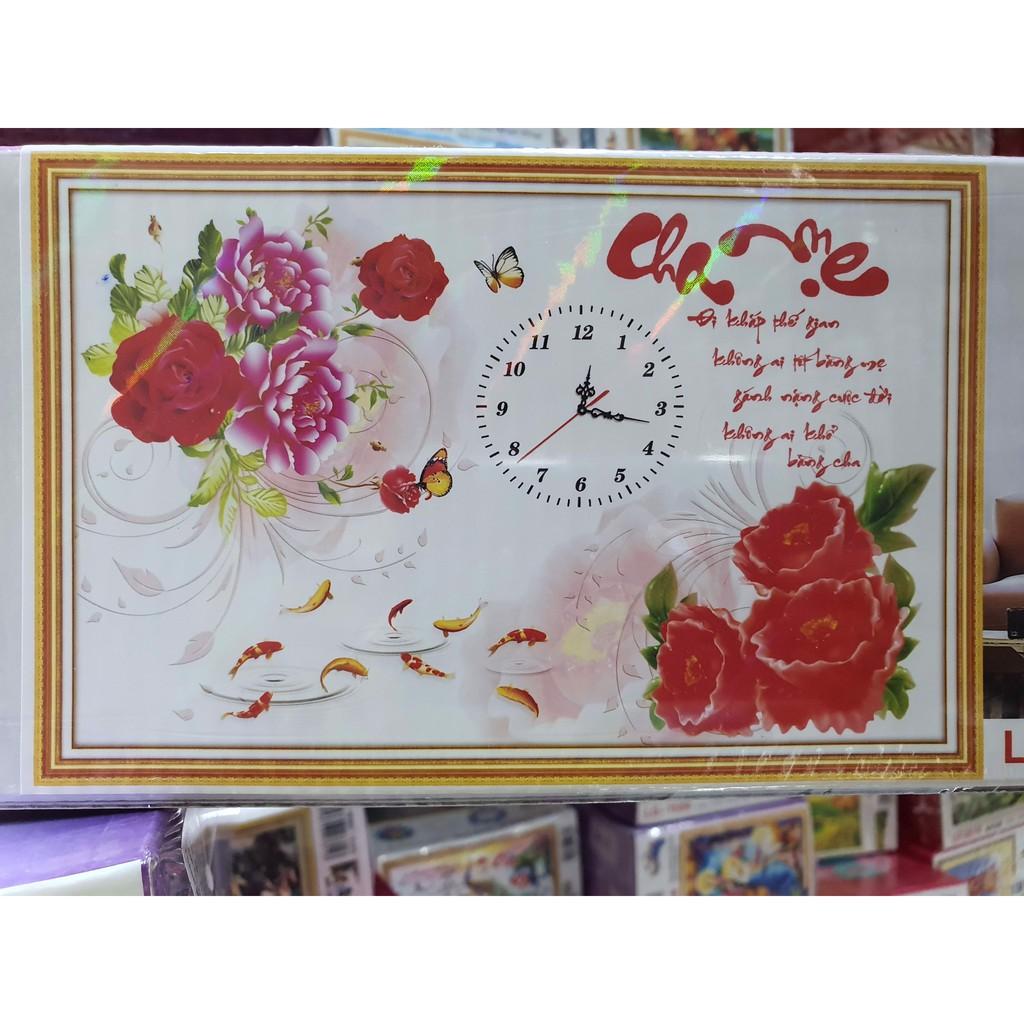 Cha Mẹ
Đi khắp thế gian
không ai tốt bằng mẹ
gánh nặng cuộc đời
không ai khổ
bằng cha
12
11
1
10
2
9
3
8
4
7
5
6
L